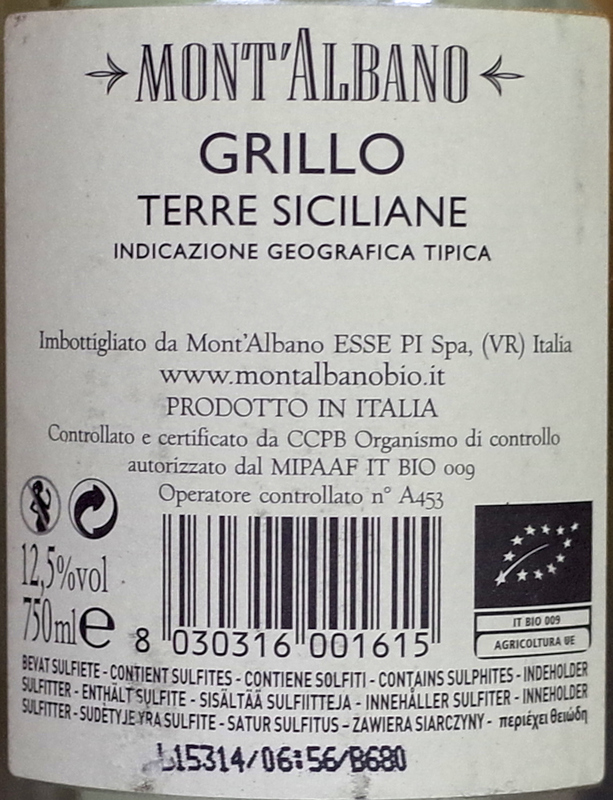 MONT'ALBANO
GRILLO
TERRE SICILIANE
INDICAZIONE GEOGRAFICA TIPICA
Imbottigliato da Mont'Albano ESSE PI Spa, (VR) Italia
www.montalbanobio.it
PRODOTTO IN ITALIA
Controllato e certificato da CCPB Organismo di controllo
autorizzato dal MIPAAF IT BIO 009
Operatore controllato n° A453
12,5%vol
750ml e
8 030316 001615
IT BIO 009
AGRICOLTURA UE
BEVAT SULFIETE - CONTIENT SULFITES - CONTIENE SOLFITI - CONTAINS SULPHITES - INDEHOLDER
SULFITTER - ENTHÄLT SULFITE - SISÄLTÄÄ SULFIITTEJA - INNEHÅLLER SULFITER - INNEHOLDER
SULFITTER - SUDĖTYJE YRA SULFITE - SATUR SULFITUS - ZAWIERA SIARCZYNY - περιέχει θειώδη
L15314/06:56/B680